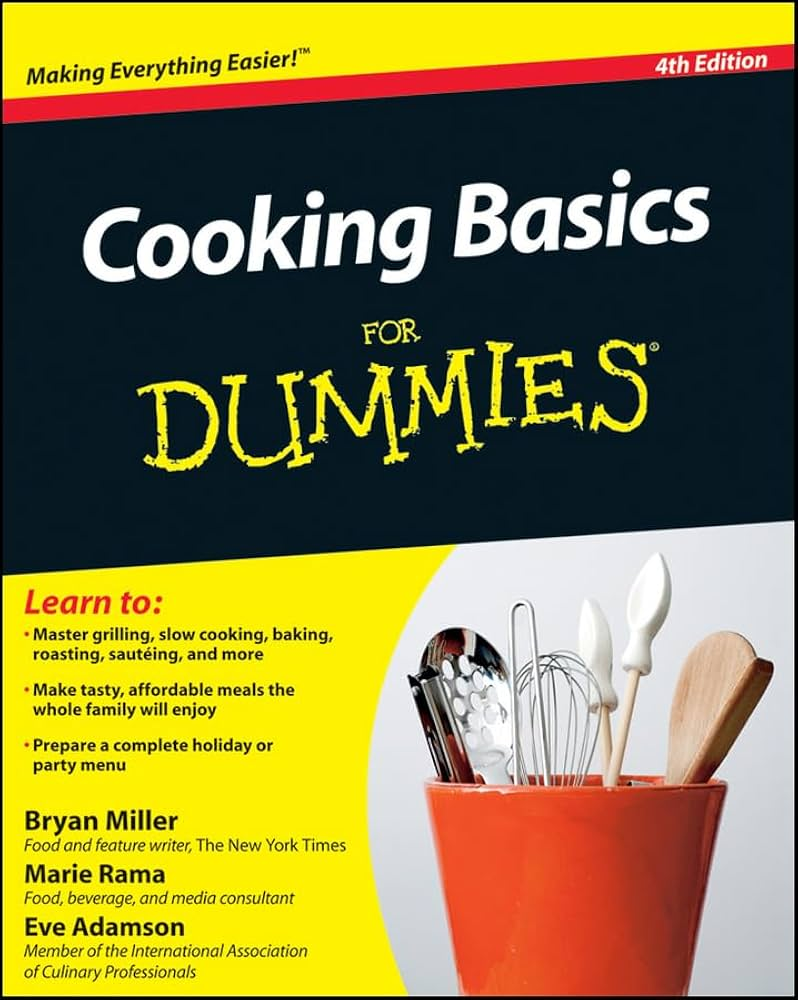 Making Everything Easier!™
4th Edition
Cooking Basics
FOR
DUMMIES®
Learn to:
• Master grilling, slow cooking, baking,
roasting, sautéing, and more
• Make tasty, affordable meals the
whole family will enjoy
• Prepare a complete holiday or
party menu
Bryan Miller
Food and feature writer, The New York Times
Marie Rama
Food, beverage, and media consultant
Eve Adamson
Member of the International Association
of Culinary Professionals